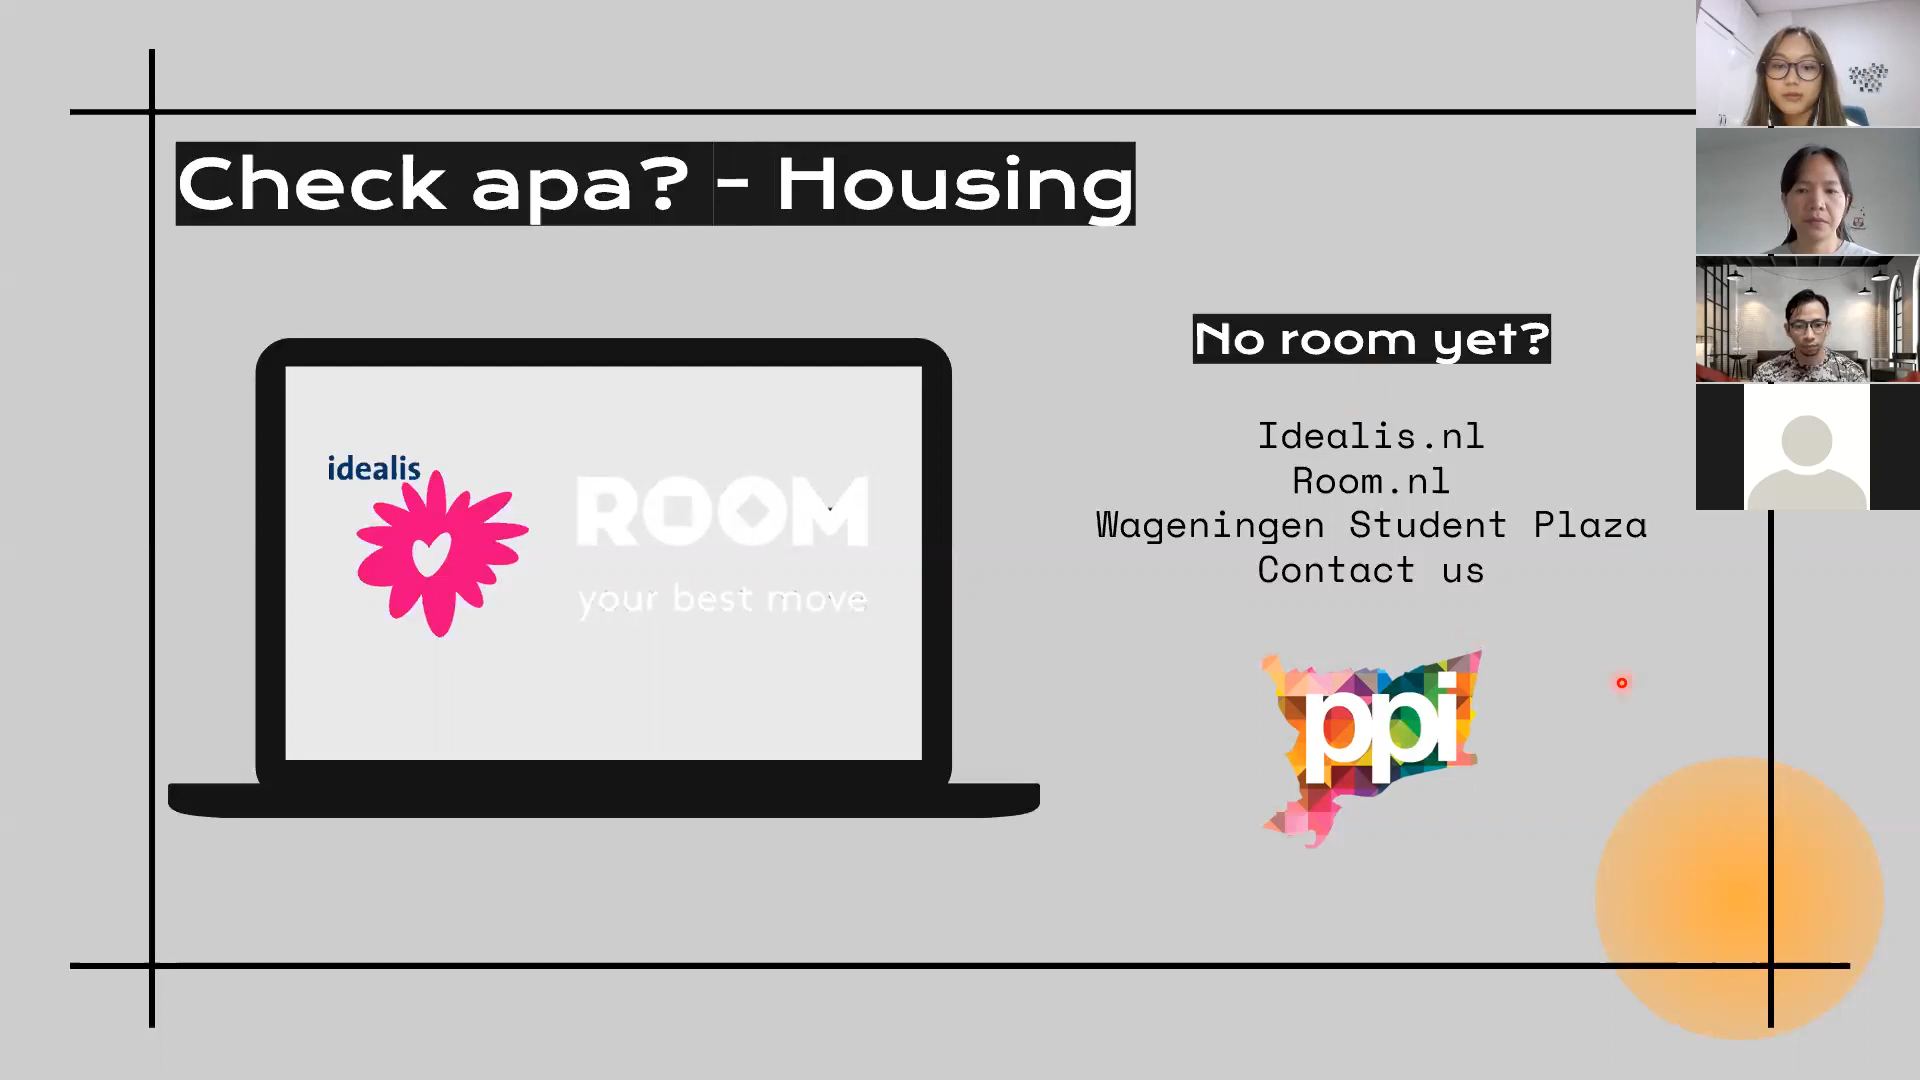 Check apa? - Housing
idealis
ROOM
your best move
No room yet?
Idealis.nl
Room.nl
Wageningen Student Plaza
Contact us
ppi